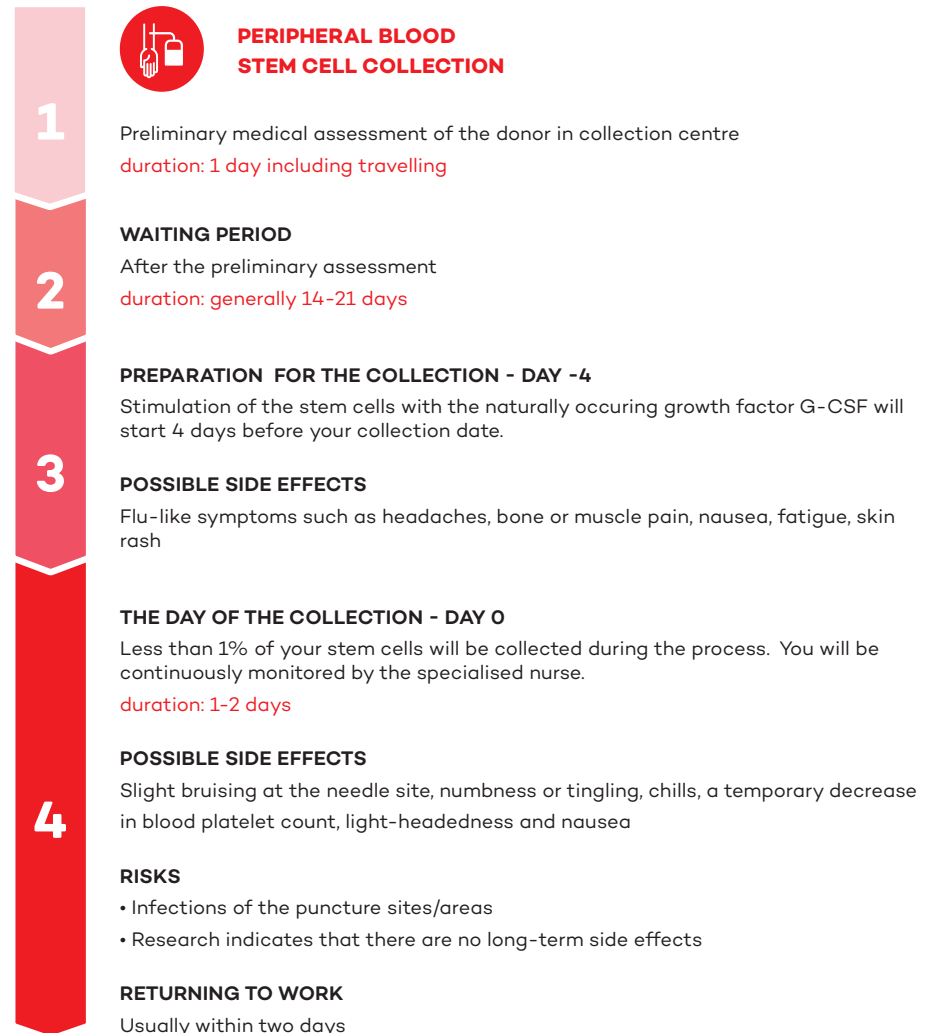 PERIPHERAL BLOOD
STEM CELL COLLECTION
1
Preliminary medical assessment of the donor in collection centre
duration: 1 day including travelling
2
WAITING PERIOD
After the preliminary assessment
duration: generally 14-21 days
3
PREPARATION  FOR THE COLLECTION - DAY -4
Stimulation of the stem cells with the naturally occuring growth factor G-CSF will
start 4 days before your collection date.
POSSIBLE SIDE EFFECTS
Flu-like symptoms such as headaches, bone or muscle pain, nausea, fatigue, skin
rash
4
THE DAY OF THE COLLECTION - DAY 0
Less than 1% of your stem cells will be collected during the process.  You will be
continuously monitored by the specialised nurse.
duration: 1-2 days
POSSIBLE SIDE EFFECTS
Slight bruising at the needle site, numbness or tingling, chills, a temporary decrease
in blood platelet count, light-headedness and nausea
RISKS
• Infections of the puncture sites/areas
• Research indicates that there are no long-term side effects
RETURNING TO WORK
Usually within two days